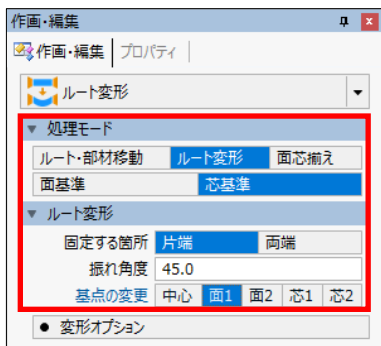 作画・編集
作画・編集 プロパティ
ルート変形
処理モード
ルート・部材移動 ルート変形 面芯揃え
面基準 芯基準
ルート変形
固定する箇所 片端 両端
振れ角度 45.0
基点の変更 中心 面1 面2 芯1 芯2
変形オプション